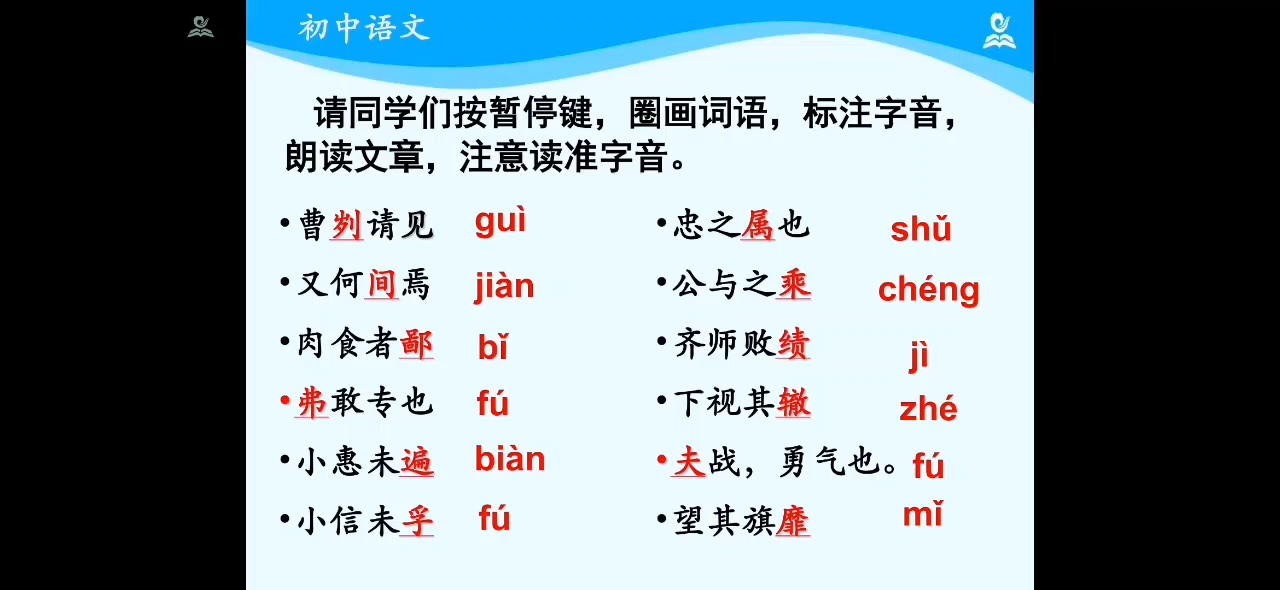 初中语文
请同学们按暂停键，圈画词语，标注字音，
朗读文章，注意读准字音。
•曹刿请见 guì
•又何间焉 jiàn
•肉食者鄙 bǐ
•弗敢专也 fú
•小惠未遍 biàn
•小信未孚 fú
•忠之属也 shǔ
•公与之乘 chéng
•齐师败绩 jì
•下视其辙 zhé
•夫战，勇气也。 fú
•望其旗靡 mǐ